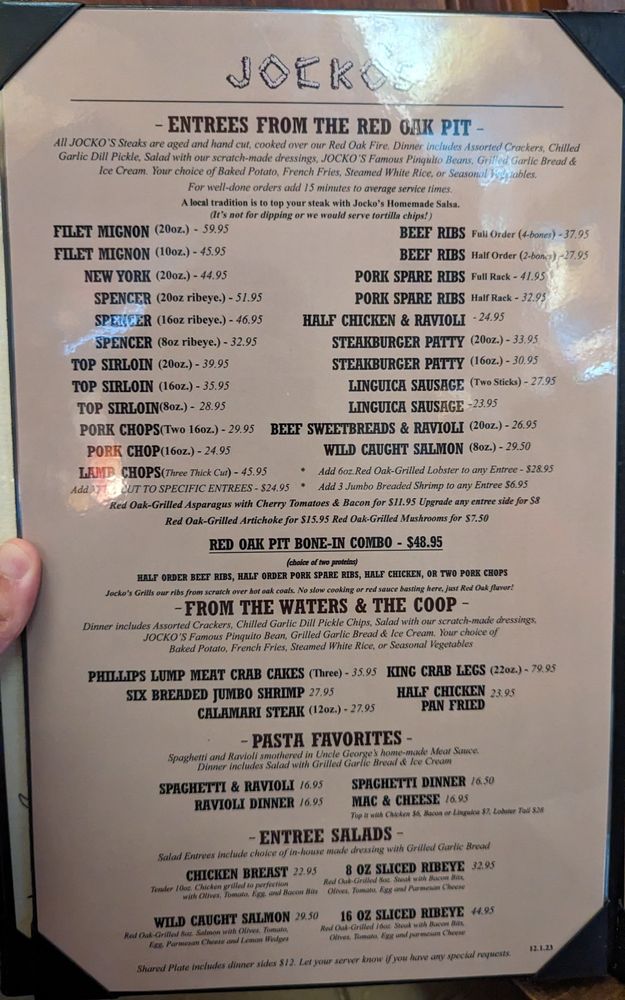 JOCKO'S
- ENTREES FROM THE RED OAK PIT -
All JOCKO'S Steaks are aged and hand cut, cooked over our Red Oak Fire. Dinner includes Assorted Crackers, Chilled
Garlic Dill Pickle, Salad with our scratch-made dressings, JOCKO'S Famous Pinquito Beans, Grilled Garlic Bread &
Ice Cream. Your choice of Baked Potato, French Fries, Steamed White Rice, or Seasonal Vegetables.
For well-done orders add 15 minutes to average service times.
A local tradition is to top your steak with Jocko's Homemade Salsa.
(It's not for dipping or we would serve tortilla chips!)
FILET MIGNON (20oz.) - 59.95
FILET MIGNON (10oz.) - 45.95
NEW YORK (20oz.) - 44.95
SPENCER (20oz ribeye.) - 51.95
SPENCER (16oz ribeye.) - 46.95
SPENCER (8oz ribeye.) - 32.95
TOP SIRLOIN (20oz.) - 39.95
TOP SIRLOIN (16oz.) - 35.95
TOP SIRLOIN(8oz.) - 28.95
PORK CHOPS(Two 16oz.) - 29.95
PORK CHOP(16oz.) - 24.95
LAMB CHOPS(Three Thick Cut) - 45.95
BEEF RIBS Full Order (4-bones) -37.95
BEEF RIBS Half Order (2-bones) -27.95
PORK SPARE RIBS Full Rack - 41.95
PORK SPARE RIBS Half Rack - 32.95
HALF CHICKEN & RAVIOLI - 24.95
STEAKBURGER PATTY (20oz.) - 33.95
STEAKBURGER PATTY (16oz.) - 30.95
LINGUICA SAUSAGE (Two Sticks) - 27.95
LINGUICA SAUSAGE -23.95
BEEF SWEETBREADS & RAVIOLI (20oz.) - 26.95
WILD CAUGHT SALMON (8oz.) - 29.50
* Add 6oz.Red Oak-Grilled Lobster to any Entree - $28.95
Add CUT TO SPECIFIC ENTREES - $24.95 * Add 3 Jumbo Breaded Shrimp to any Entree $6.95
Red Oak-Grilled Asparagus with Cherry Tomatoes & Bacon for $11.95 Upgrade any entree side for $8
Red Oak-Grilled Artichoke for $15.95 Red Oak-Grilled Mushrooms for $7.50
RED OAK PIT BONE-IN COMBO - $48.95
(choice of two proteins)
HALF ORDER BEEF RIBS, HALF ORDER PORK SPARE RIBS, HALF CHICKEN, OR TWO PORK CHOPS
Jocko's Grills our ribs from scratch over hot oak coals. No slow cooking or red sauce basting here, just Red Oak flavor!
- FROM THE WATERS & THE COOP -
Dinner includes Assorted Crackers, Chilled Garlic Dill Pickle Chips, Salad with our scratch-made dressings,
JOCKO'S Famous Pinquito Bean, Grilled Garlic Bread & Ice Cream. Your choice of
Baked Potato, French Fries, Steamed White Rice, or Seasonal Vegetables
PHILLIPS LUMP MEAT CRAB CAKES (Three) - 35.95
SIX BREADED JUMBO SHRIMP 27.95
CALAMARI STEAK (12oz.) - 27.95
KING CRAB LEGS (22oz.) - 79.95
HALF CHICKEN 23.95
PAN FRIED
- PASTA FAVORITES -
Spaghetti and Ravioli smothered in Uncle George's home-made Meat Sauce.
Dinner includes Salad with Grilled Garlic Bread & Ice Cream
SPAGHETTI & RAVIOLI 16.95
RAVIOLI DINNER 16.95
SPAGHETTI DINNER 16.50
MAC & CHEESE 16.95
Top it with Chicken $6, Bacon or Linguica $7, Lobster Tail $28
- ENTREE SALADS -
Salad Entrees include choice of in-house made dressing with Grilled Garlic Bread
CHICKEN BREAST 22.95
Tender 10oz. Chicken grilled to perfection
with Olives, Tomato, Egg, and Bacon Bits
8 OZ SLICED RIBEYE 32.95
Red Oak-Grilled 8oz. Steak with Bacon Bits,
Olives, Tomato, Egg and Parmesan Cheese
WILD CAUGHT SALMON 29.50
Red Oak-Grilled 8oz. Salmon with Olives, Tomato,
Egg, Parmesan Cheese and Lemon Wedges
16 OZ SLICED RIBEYE 44.95
Red Oak-Grilled 16oz. Steak with Bacon Bits,
Olives, Tomato, Egg and parmesan Cheese
Shared Plate includes dinner sides $12. Let your server know if you have any special requests.
12.1.23